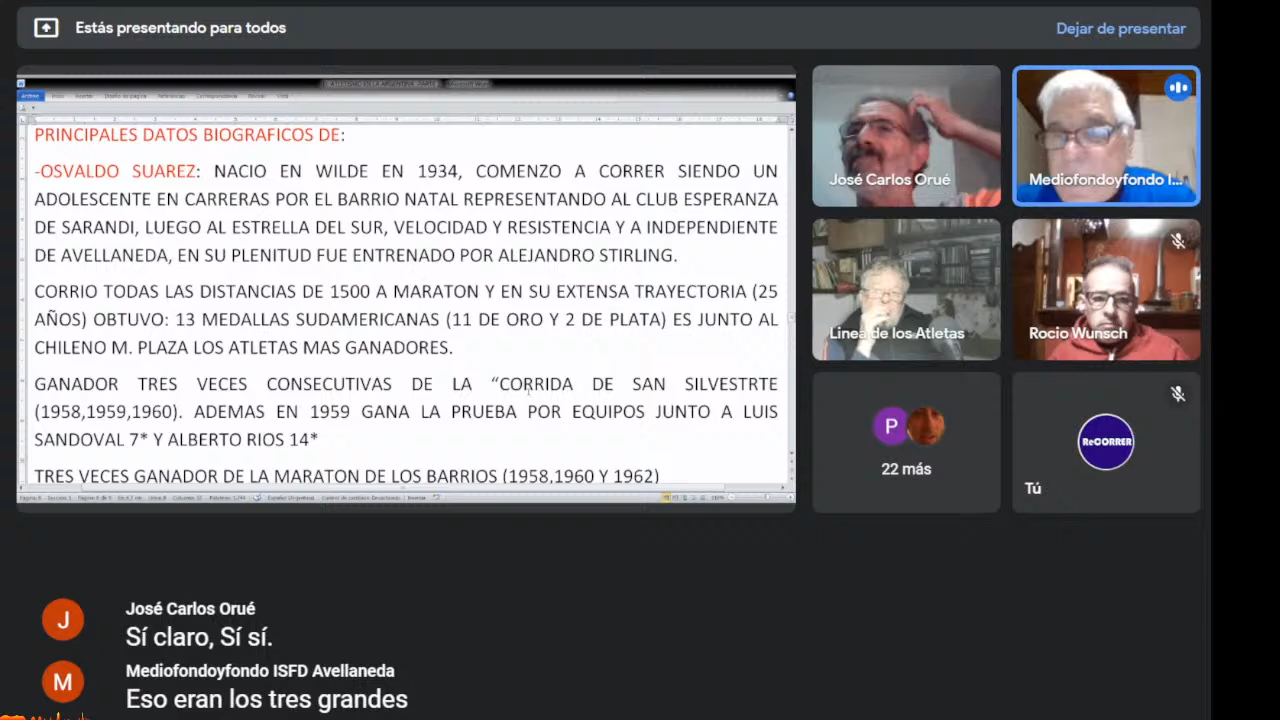 Estás presentando para todos
Dejar de presentar
Archivo
PRINCIPALES DATOS BIOGRAFICOS DE:
-OSVALDO SUAREZ: NACIO EN WILDE EN 1934, COMENZO A CORRER SIENDO UN
ADOLESCENTE EN CARRERAS POR EL BARRIO NATAL REPRESENTANDO AL CLUB ESPERANZA
DE SARANDI, LUEGO AL ESTRELLA DEL SUR, VELOCIDAD Y RESISTENCIA Y A INDEPENDIENTE
DE AVELLANEDA, EN SU PLENITUD FUE ENTRENADO POR ALEJANDRO STIRLING.
CORRIO TODAS LAS DISTANCIAS DE 1500 A MARATON Y EN SU EXTENSA TRAYECTORIA (25
AÑOS) OBTUVO: 13 MEDALLAS SUDAMERICANAS (11 DE ORO Y 2 DE PLATA) ES JUNTO AL
CHILENO M. PLAZA LOS ATLETAS MAS GANADORES.
GANADOR TRES VECES CONSECUTIVAS DE LA “CORRIDA DE SAN SILVESTRTE
(1958,1959,1960). ADEMAS EN 1959 GANA LA PRUEBA POR EQUIPOS JUNTO A LUIS
SANDOVAL 7* Y ALBERTO RIOS 14*
TRES VECES GANADOR DE LA MARATON DE LOS BARRIOS (1958,1960 Y 1962)
José Carlos Orué
Mediofondoyfondo I...
Linea de los Atletas
Rocio Wunsch
P
22 más
ReCORRER
Tú
J
José Carlos Orué
Sí claro, Sí sí.
M
Mediofondoyfondo ISFD Avellaneda
Eso eran los tres grandes